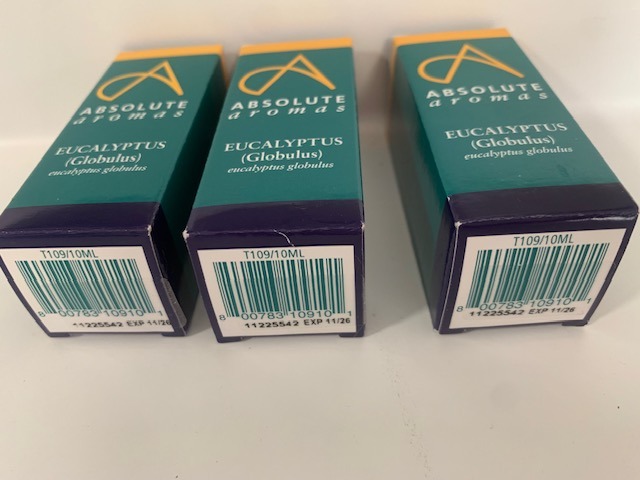 ABSOLUTE
aromas
EUCALYPTUS
(Globulus)
eucalyptus globulus
T109/10ML
8 00783 10910 1
11225542 EXP 11/26
ABSOLUTE
aromas
EUCALYPTUS
(Globulus)
eucalyptus globulus
T109/10ML
8 00783 10910 1
11225542 EXP 11/26
ABSOLUTE
aromas
EUCALYPTUS
(Globulus)
eucalyptus globulus
T109/10ML
8 00783 10910 1
11225542 EXP 11/26